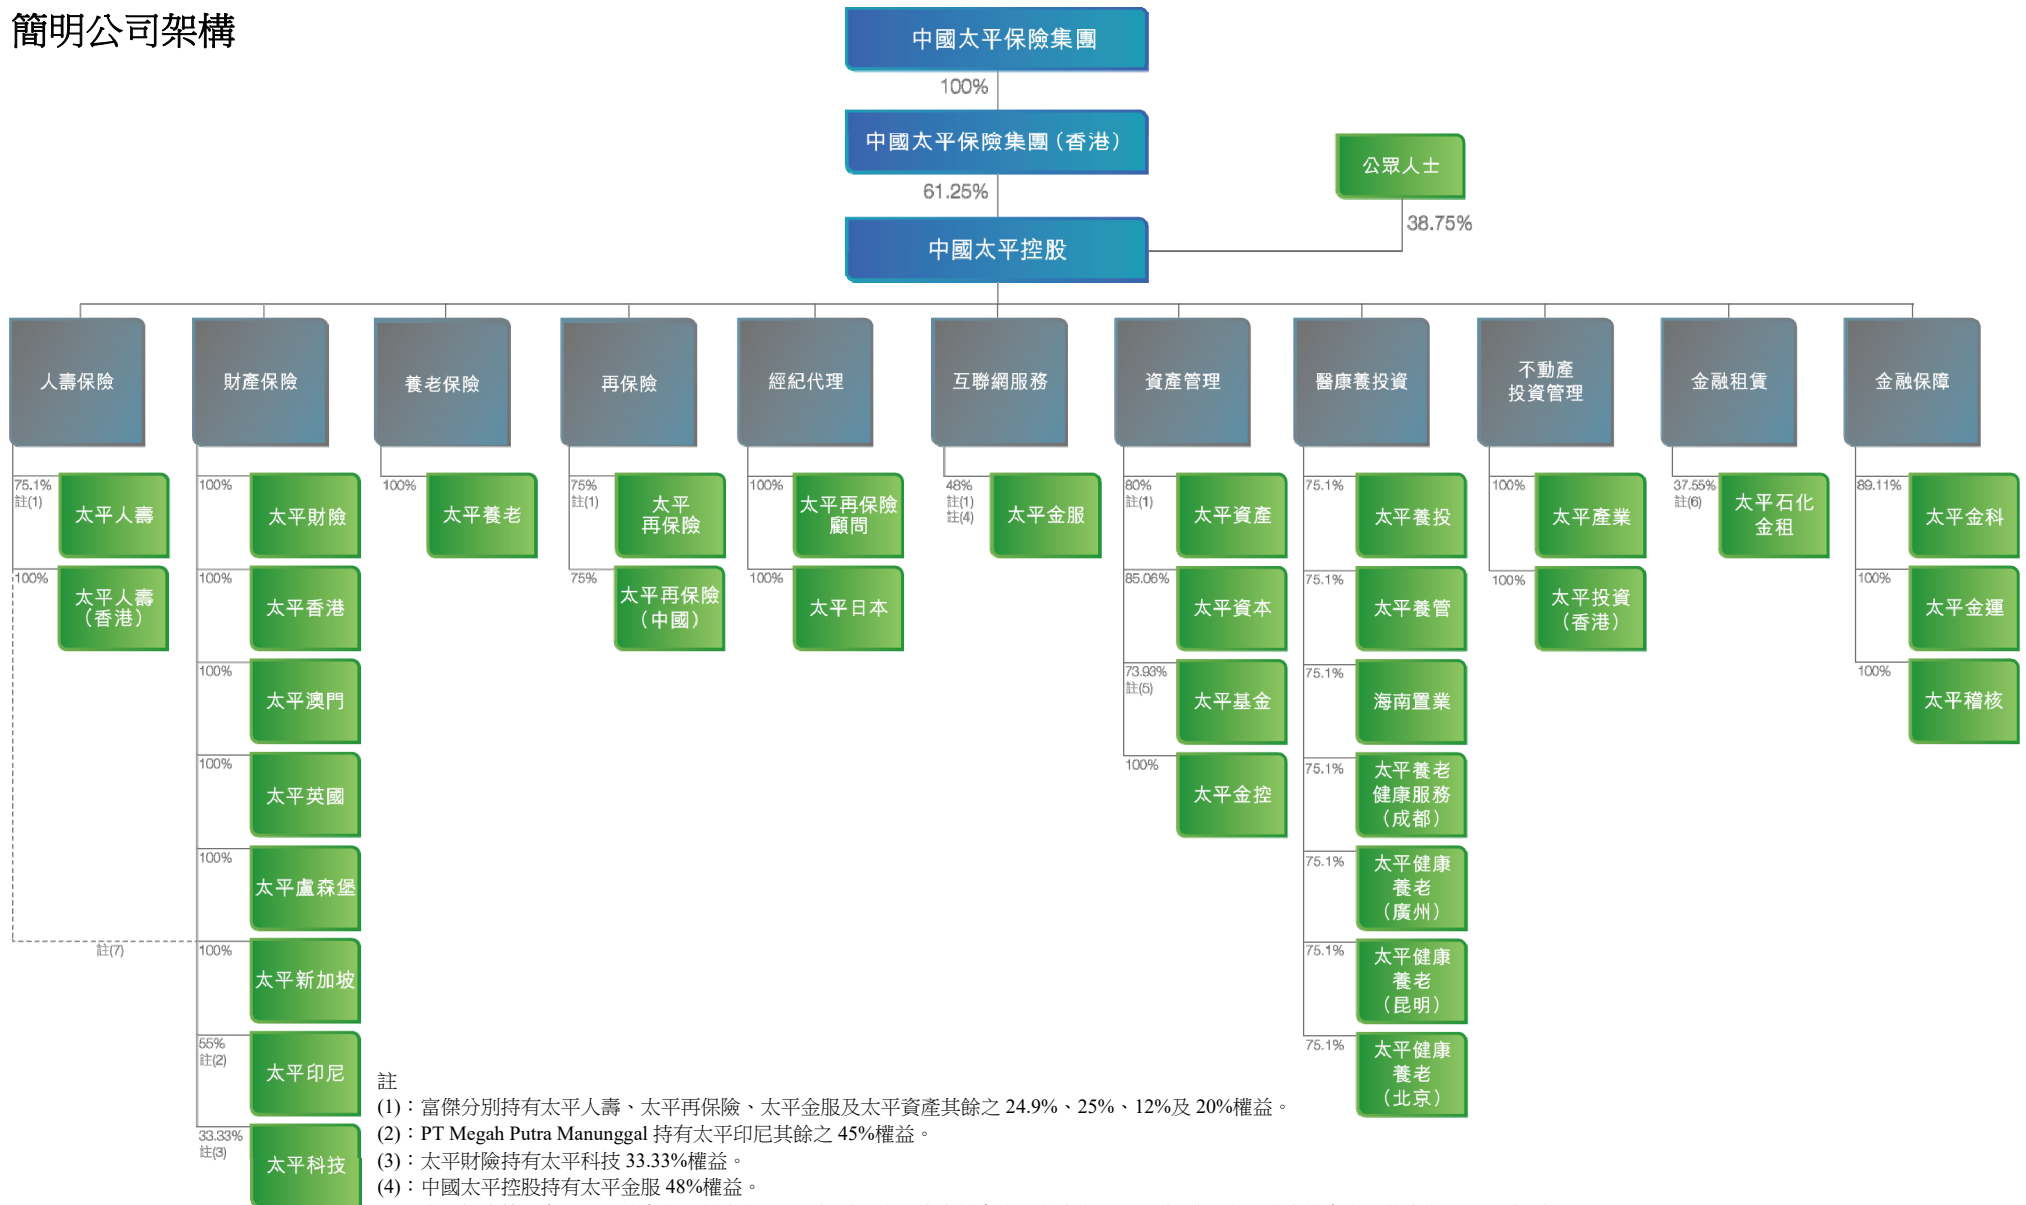 簡明公司架構
中國太平保險集團
100%
中國太平保險集團(香港)
61.25%
公眾人士
38.75%
中國太平控股
人壽保險
財產保險
養老保險
再保險
經紀代理
互聯網服務
資產管理
醫康養投資
不動產
投資管理
金融租賃
金融保障
75.1%
註(1)
太平人壽
100%
太平人壽
(香港)
註(7)
100%
太平財險
100%
太平香港
100%
太平澳門
100%
太平英國
100%
太平盧森堡
100%
太平新加坡
55%
註(2)
太平印尼
33.33%
註(3)
太平科技
100%
太平養老
75%
註(1)
太平
再保險
75%
太平再保險
(中國)
100%
太平再保險
顧問
100%
太平日本
48%
註(1)
註(4)
太平金服
80%
註(1)
太平資產
85.06%
太平資本
73.93%
註(5)
太平基金
100%
太平金控
75.1%
太平養投
75.1%
太平養管
75.1%
海南置業
75.1%
太平養老
健康服務
(成都)
75.1%
太平健康
養老
(廣州)
75.1%
太平健康
養老
(昆明)
75.1%
太平健康
養老
(北京)
100%
太平產業
100%
太平投資
(香港)
37.55%
註(6)
太平石化
金租
89.11%
太平金科
100%
太平金運
100%
太平稽核
註
(1):富傑分別持有太平人壽、太平再保險、太平金服及太平資產其餘之 24.9%、25%、12%及 20%權益。
(2):PT Megah Putra Manunggal 持有太平印尼其餘之 45%權益。
(3):太平財險持有太平科技 33.33%權益。
(4):中國太平控股持有太平金服 48%權益。